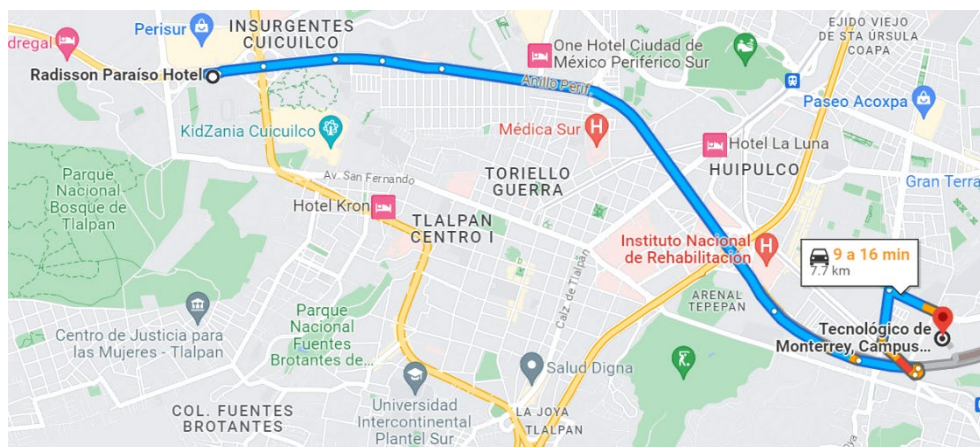 Perisur
INSURGENTES
CUICUILCO
EJIDO VIEJO
DE STA ÚRSULA
COAPA
dregal
Radisson Paraíso Hotel
One Hotel Ciudad de
México Periférico Sur
Anillo Perif.
Paseo Acoxpa
KidZania Cuicuilco
Médica Sur
Hotel La Luna
HUIPULCO
Parque
Nacional
Bosque de
Tlalpan
Av. San Fernando
TORIELLO
GUERRA
Gran Terra
Hotel Kron
TLALPAN
CENTRO I
Instituto Nacional
de Rehabilitación
9 a 16 min
7.7 km
Calz. de Tlalpan
ARENAL
TEPEPAN
Parque
Nacional
Fuentes
Brotantes de...
Centro de Justicia para
las Mujeres - Tlalpan
Tecnológico de
Monterrey, Campus...
Salud Digna
COL. FUENTES
BROTANTES
Universidad
Intercontinental
Plantel Sur
LA JOYA
TLALPAN